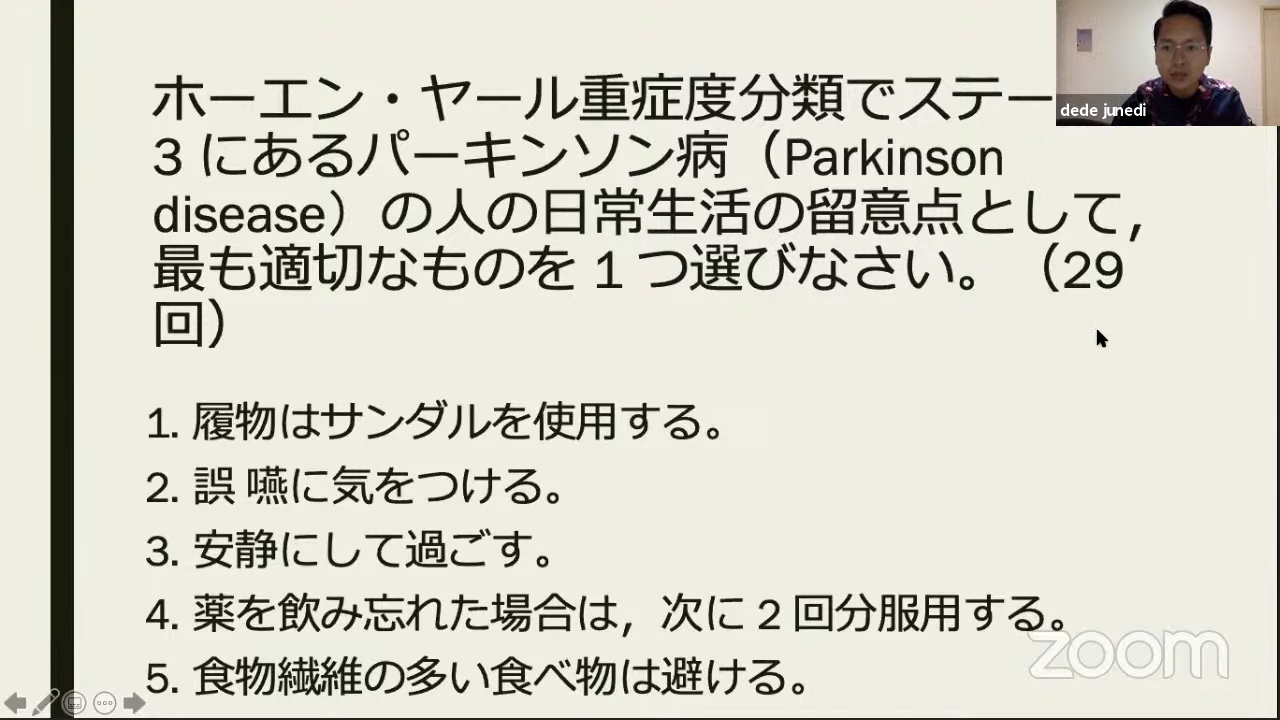 ホーエン・ヤール重症度分類でステー
3 にあるパーキンソン病（Parkinson
disease）の人の日常生活の留意点として，
最も適切なものを 1 つ選びなさい。（29
回）
1. 履物はサンダルを使用する。
2. 誤 嚥に気をつける。
3. 安静にして過ごす。
4. 薬を飲み忘れた場合は，次に 2 回分服用する。
5. 食物繊維の多い食べ物は避ける。
dede junedi
zoom